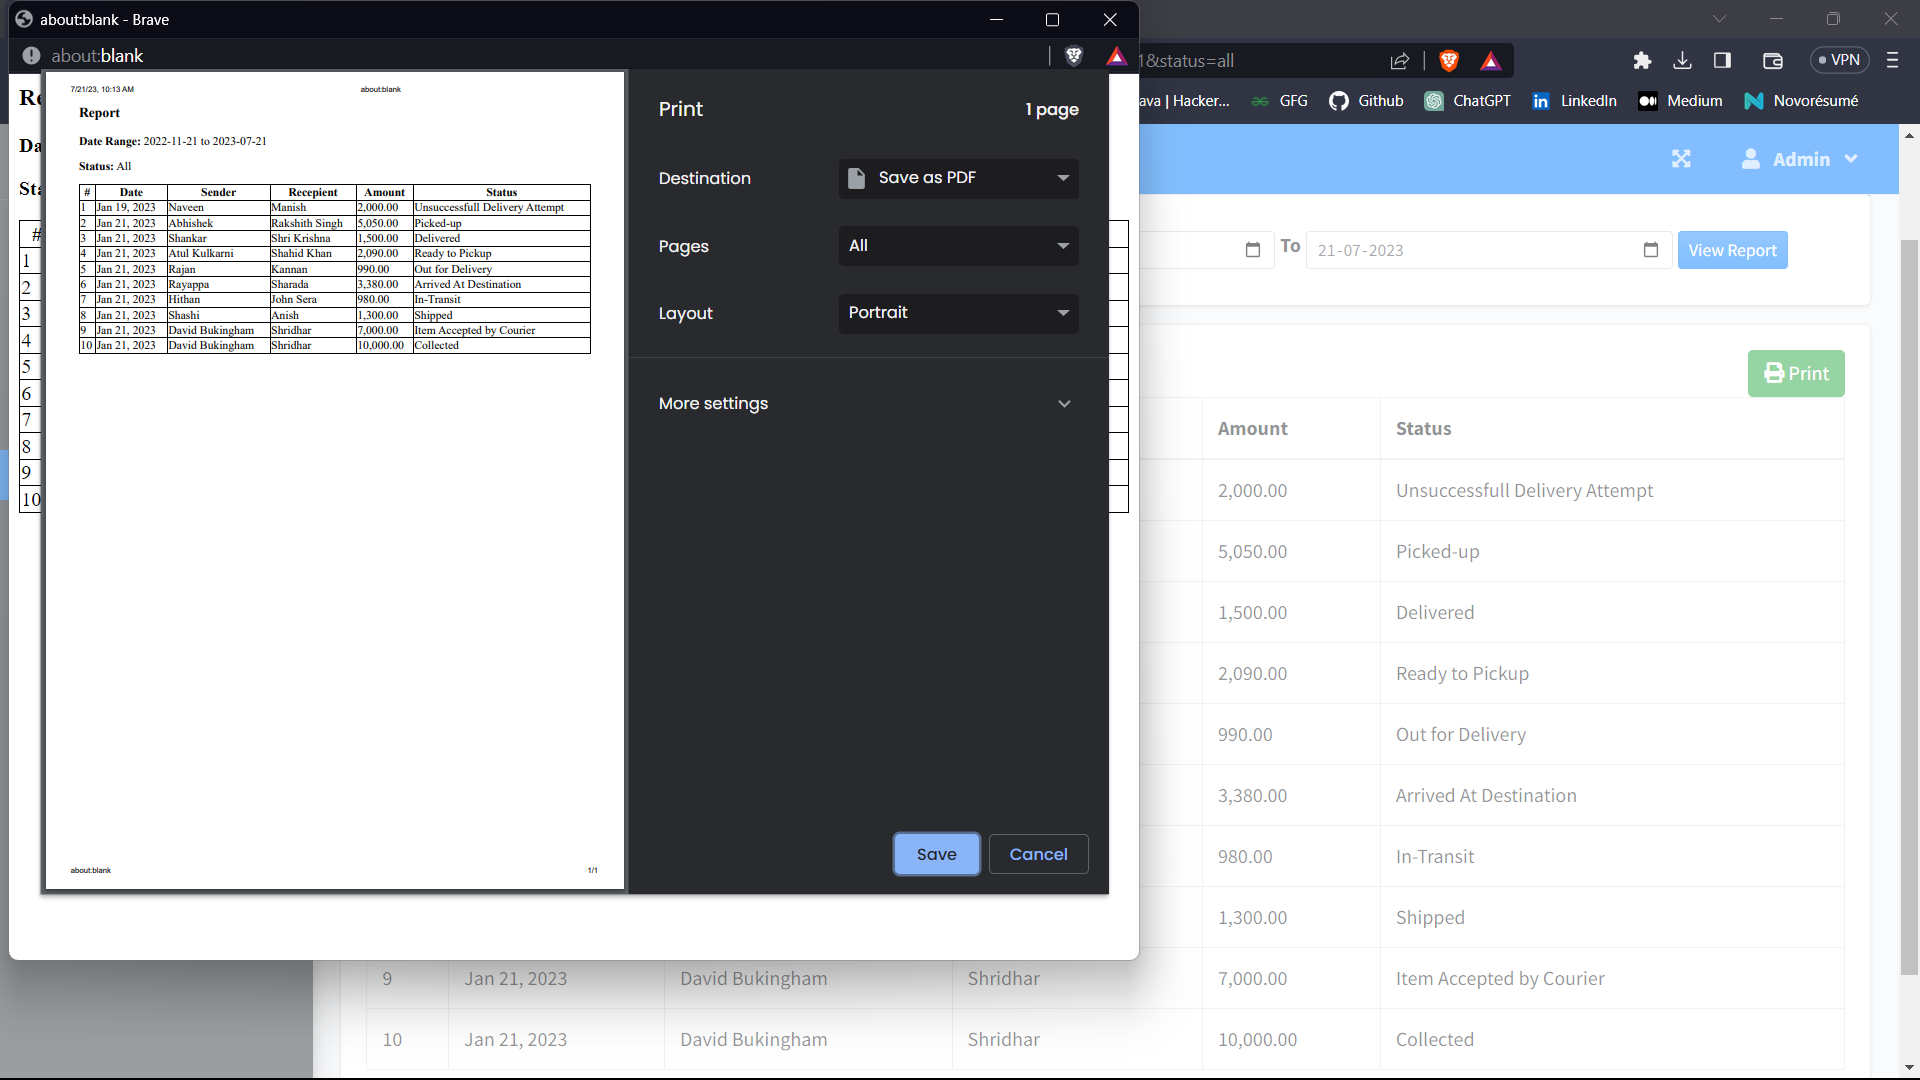 about:blank - Brave
about:blank
1&status=all
VPN
ava | Hacker...
GFG
Github
ChatGPT
LinkedIn
Medium
Novorésumé
7/21/23, 10:13 AM
about:blank
Report
Date Range: 2022-11-21 to 2023-07-21
Status: All
# Date Sender Recepient Amount Status
1 Jan 19, 2023 Naveen Manish 2,000.00 Unsuccessfull Delivery Attempt
2 Jan 21, 2023 Abhishek Rakshith Singh 5,050.00 Picked-up
3 Jan 21, 2023 Shankar Shri Krishna 1,500.00 Delivered
4 Jan 21, 2023 Atul Kulkarni Shahid Khan 2,090.00 Ready to Pickup
5 Jan 21, 2023 Rajan Kannan 990.00 Out for Delivery
6 Jan 21, 2023 Rayappa Sharada 3,380.00 Arrived At Destination
7 Jan 21, 2023 Hithan John Sera 980.00 In-Transit
8 Jan 21, 2023 Shashi Anish 1,300.00 Shipped
9 Jan 21, 2023 David Bukingham Shridhar 7,000.00 Item Accepted by Courier
10 Jan 21, 2023 David Bukingham Shridhar 10,000.00 Collected
about:blank
1/1
Re
Da
Sta
#
1
2
3
4
5
6
7
8
9
10
Print
1 page
Destination
Save as PDF
Pages
All
Layout
Portrait
More settings
Save
Cancel
Admin
To
21-07-2023
View Report
Print
Amount Status
2,000.00 Unsuccessfull Delivery Attempt
5,050.00 Picked-up
1,500.00 Delivered
2,090.00 Ready to Pickup
990.00 Out for Delivery
3,380.00 Arrived At Destination
980.00 In-Transit
1,300.00 Shipped
9 Jan 21, 2023 David Bukingham Shridhar 7,000.00 Item Accepted by Courier
10 Jan 21, 2023 David Bukingham Shridhar 10,000.00 Collected